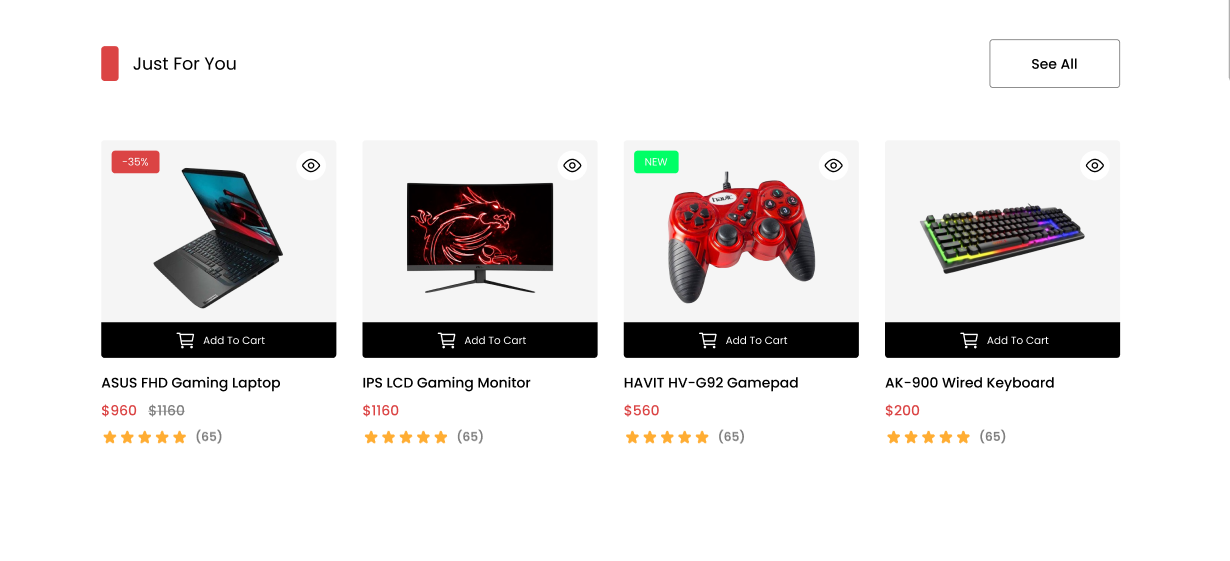 Just For You
See All
-35%
NEW
havit
Add To Cart
Add To Cart
Add To Cart
Add To Cart
ASUS FHD Gaming Laptop
IPS LCD Gaming Monitor
HAVIT HV-G92 Gamepad
AK-900 Wired Keyboard
$960 $1160
$1160
$560
$200
(65)
(65)
(65)
(65)